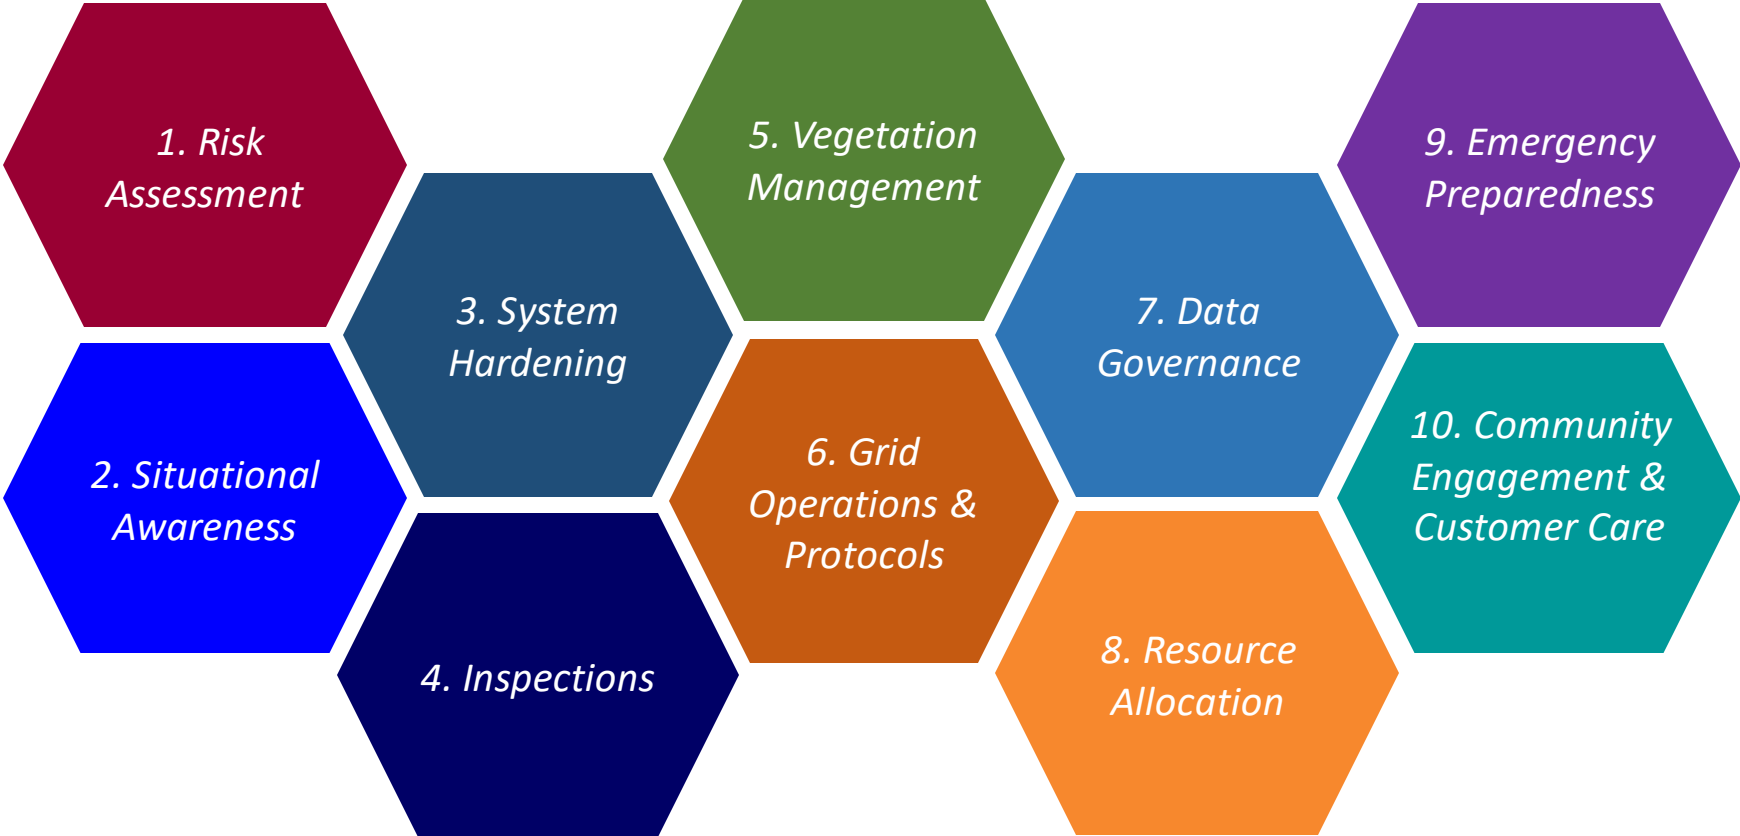 1. Risk
Assessment
2. Situational
Awareness
3. System
Hardening
4. Inspections
5. Vegetation
Management
6. Grid
Operations &
Protocols
7. Data
Governance
8. Resource
Allocation
9. Emergency
Preparedness
10. Community
Engagement &
Customer Care